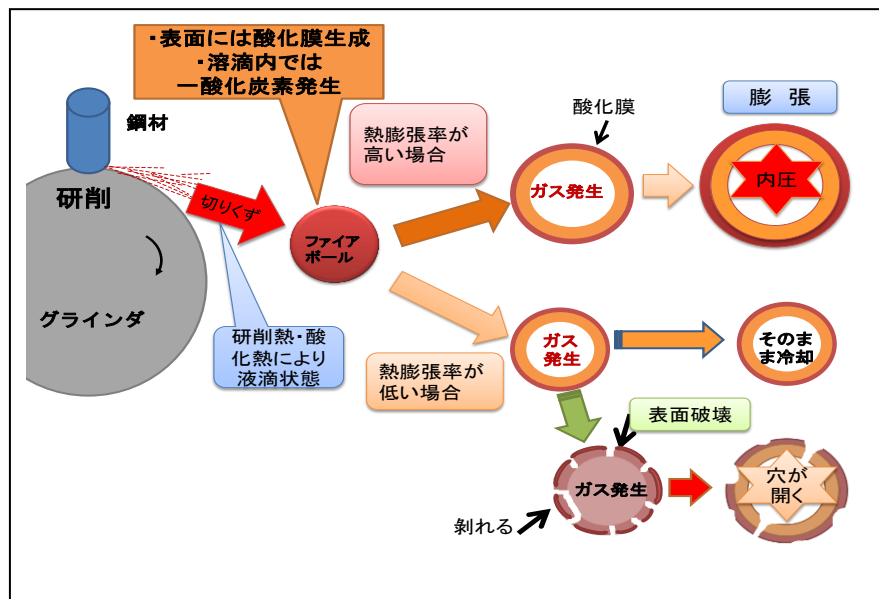 ・表面には酸化膜生成
・溶滴内では
一酸化炭素発生
鋼材
研削
切りくず
グラインダ
ファイア
ボール
研削熱・酸
化熱により
液滴状態
熱膨張率が
高い場合
酸化膜
ガス発生
膨 張
内圧
熱膨張率が
低い場合
ガス
発生
そのま
ま冷却
表面破壊
ガス発生
剝れる
穴が
開く